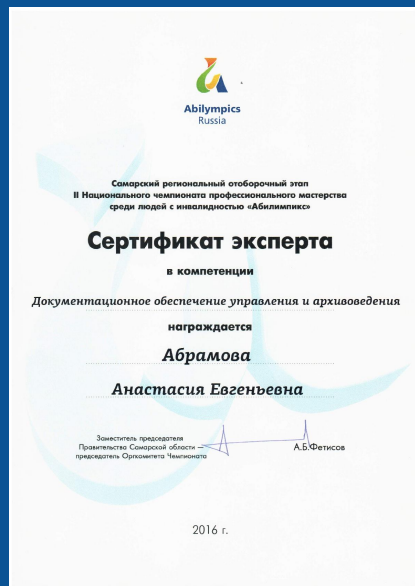 Abilympics
Russia
Самарский региональный отоборочный этап
II Национального чемпионата профессионального мастерства
среди людей с инвалидностью «Абилимпикс»
Сертификат эксперта
в компетенции
Документационное обеспечение управления и архивоведения
награждается
Абрамова
Анастасия Евгеньевна
Заместитель председателя
Правительства Самарской области —
председатель Оргкомитета Чемпионата
А.Б.Фетисов
2016 г.